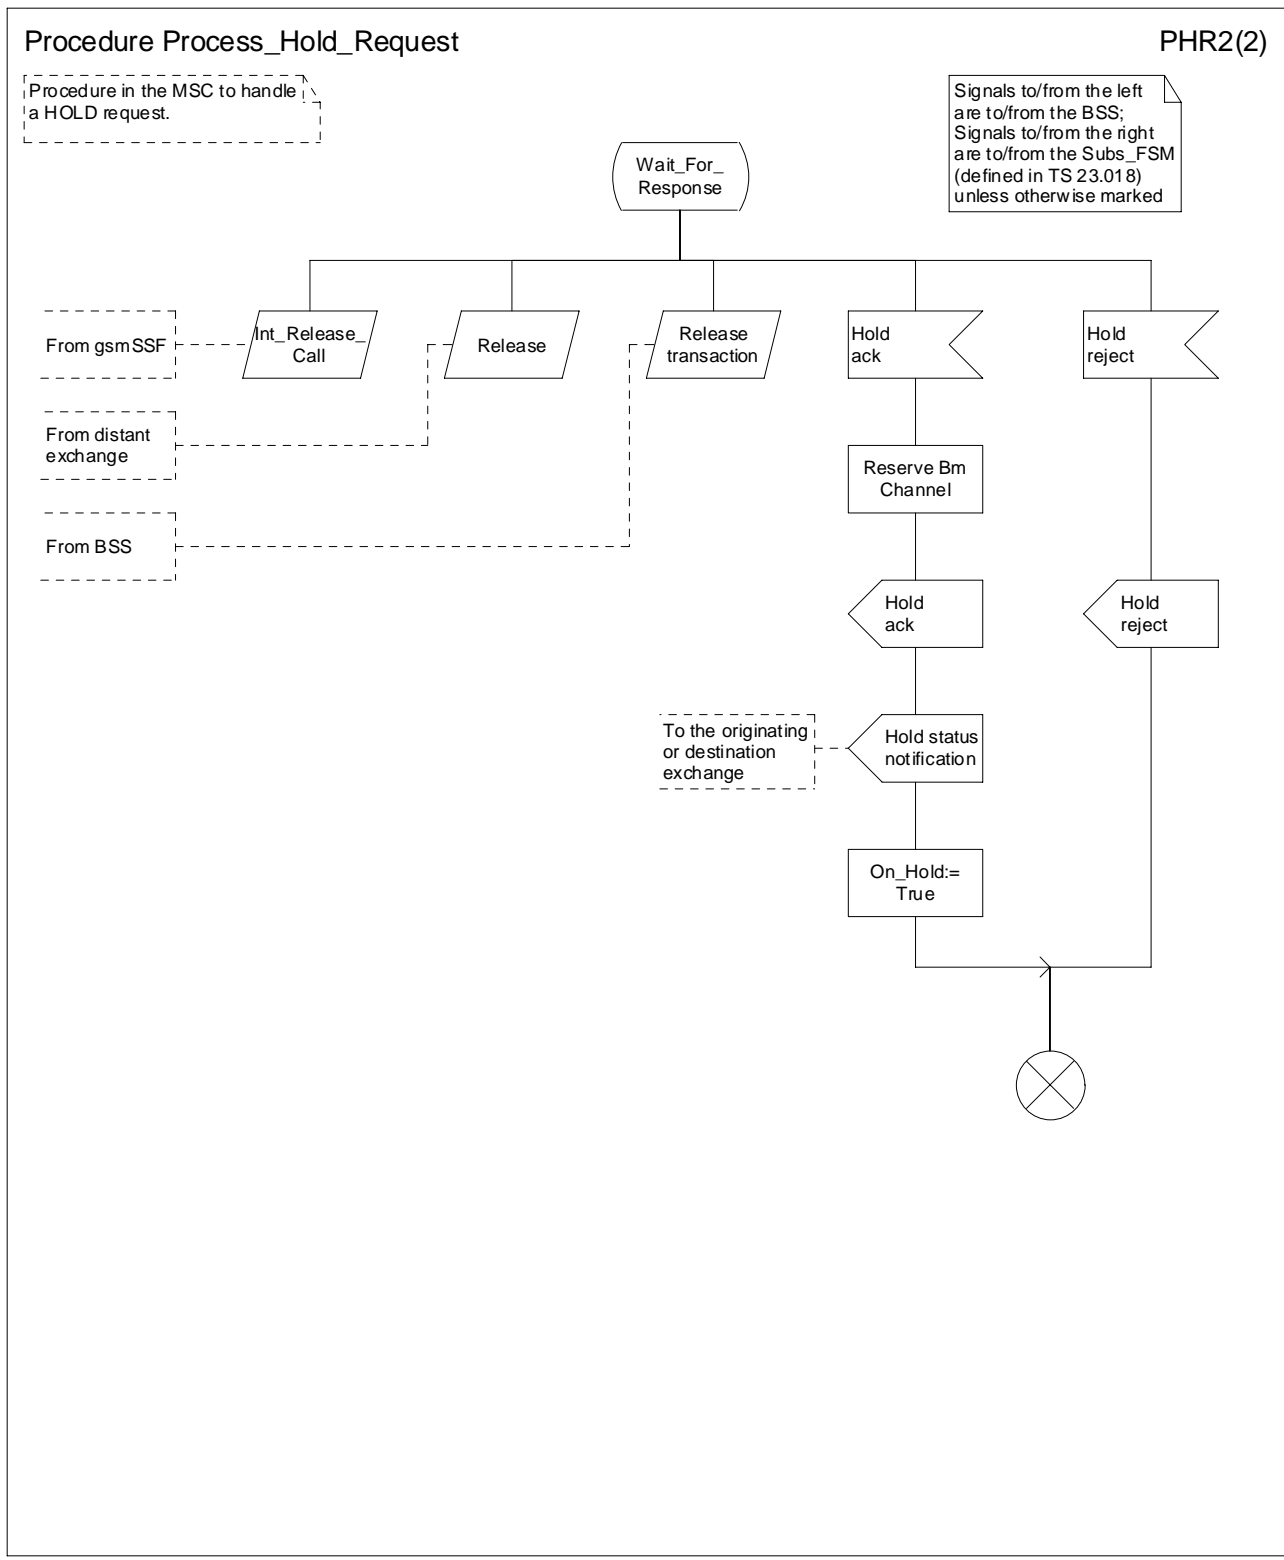 Procedure Process_Hold_Request
PHR2(2)
Procedure in the MSC to handle
a HOLD request.
Signals to/from the left
are to/from the BSS;
Signals to/from the right
are to/from the Subs_FSM
(defined in TS 23.018)
unless otherwise marked
Wait_For_
Response
From gsmSSF
Int_Release_
Call
Release
Release
transaction
Hold
ack
Hold
reject
From distant
exchange
Reserve Bm
Channel
From BSS
Hold
ack
Hold
reject
To the originating
or destination
exchange
Hold status
notification
On_Hold:=
True